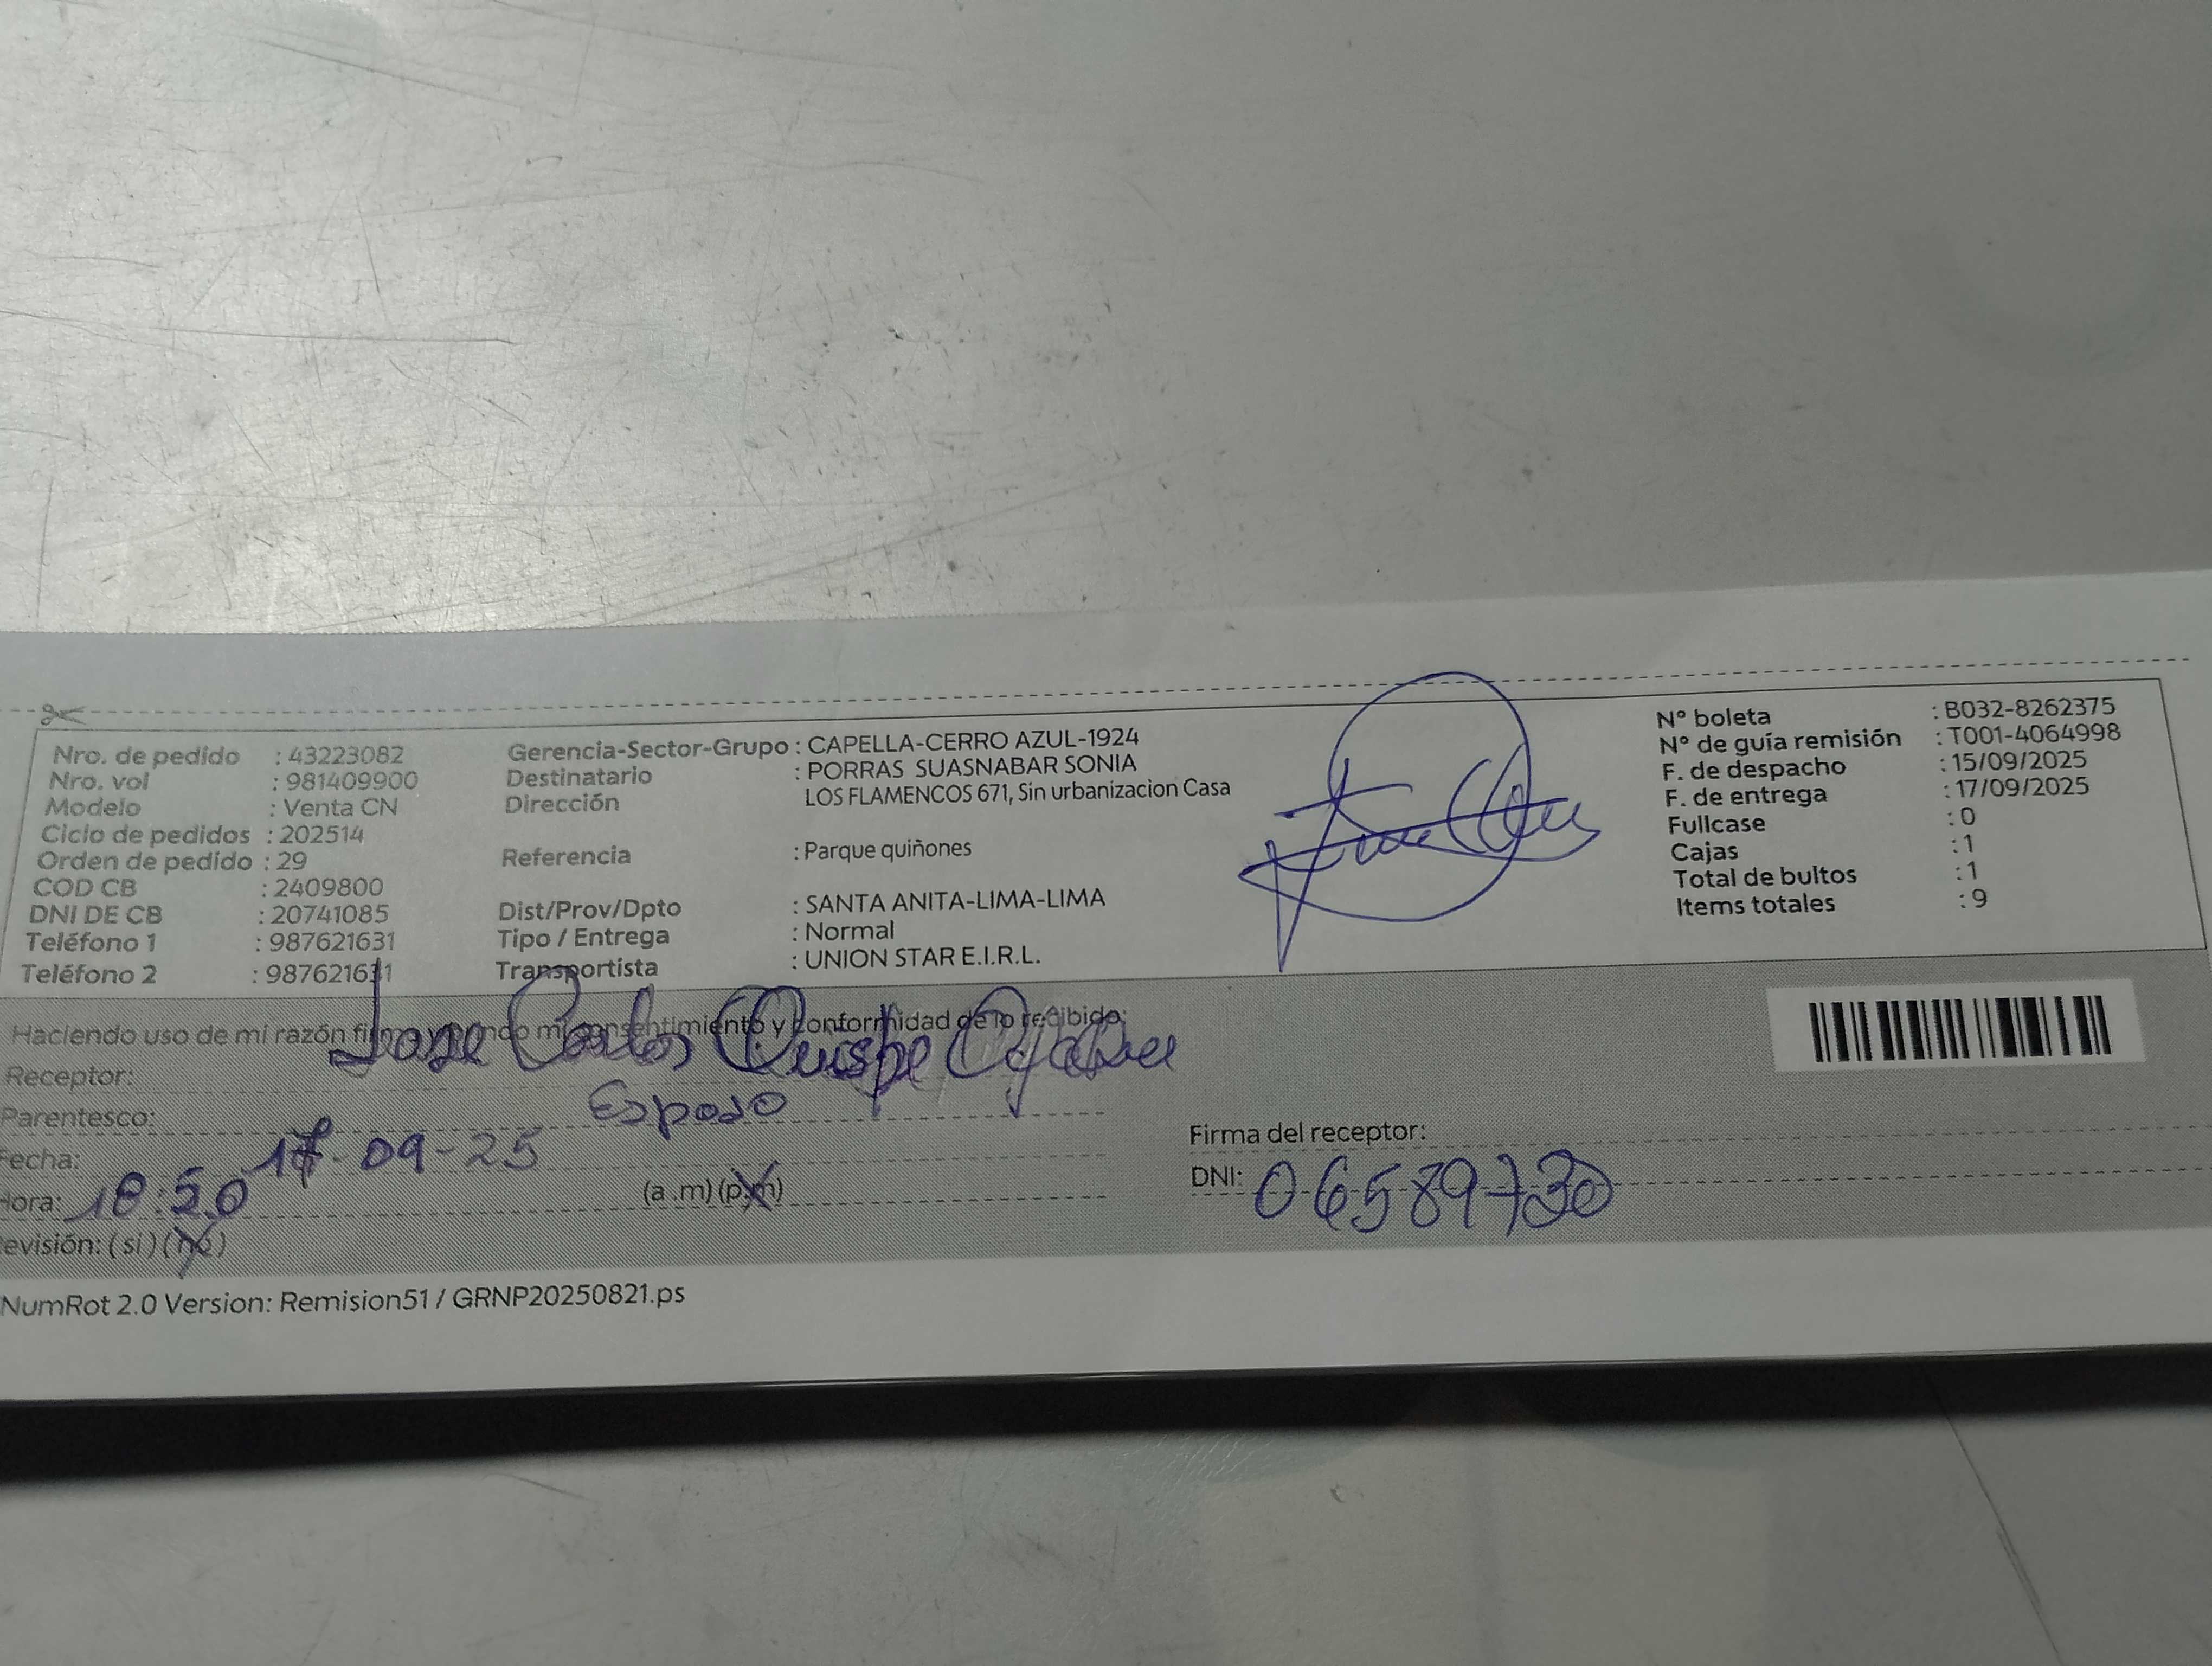 Nro. de pedido : 43223082
Nro. vol : 981409900
Modelo : Venta CN
Ciclo de pedidos : 202514
Orden de pedido : 29
COD CB : 2409800
DNI DE CB : 20741085
Teléfono 1 : 987621631
Teléfono 2 : 987621631
Gerencia-Sector-Grupo : CAPELLA-CERRO AZUL-1924
Destinatario : PORRAS SUASNABAR SONIA
Dirección LOS FLAMENCOS 671, Sin urbanizacion Casa
Referencia : Parque quiñones
Dist/Prov/Dpto : SANTA ANITA-LIMA-LIMA
Tipo / Entrega : Normal
Transportista : UNION STAR E.I.R.L.
N° boleta : B032-8262375
N° de guía remisión : T001-4064998
F. de despacho : 15/09/2025
F. de entrega : 17/09/2025
Fullcase : 0
Cajas : 1
Total de bultos : 1
Items totales : 9
Haciendo uso de mi razón consentimiento y conformidad de lo recibido:
Receptor: Jose Carlos Quispe
Parentesco: Esposo
Fecha: 17-09-25
Hora: 18:50 (a.m) (p.m)
evisión: (si) (no)
Firma del receptor:
DNI: 06589730
NumRot 2.0 Version: Remision51 / GRNP20250821.ps